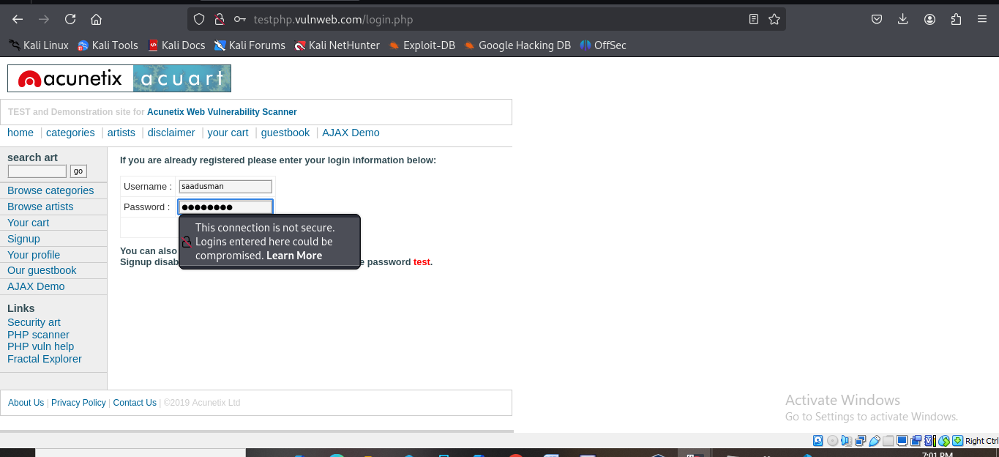 testphp.vulnweb.com/login.php
Kali Linux Kali Tools Kali Docs Kali Forums Kali NetHunter Exploit-DB Google Hacking DB OffSec
acunetix acuart
TEST and Demonstration site for Acunetix Web Vulnerability Scanner
home | categories | artists | disclaimer | your cart | guestbook | AJAX Demo
search art
go
Browse categories
Browse artists
Your cart
Signup
Your profile
Our guestbook
AJAX Demo
Links
Security art
PHP scanner
PHP vuln help
Fractal Explorer
If you are already registered please enter your login information below:
Username : saadusman
Password : ●●●●●●●●
This connection is not secure.
Logins entered here could be
compromised. Learn More
You can also
Signup disab
e password test.
About Us | Privacy Policy | Contact Us | ©2019 Acunetix Ltd
Activate Windows
Go to Settings to activate Windows.
Right Ctrl
7:01 PM